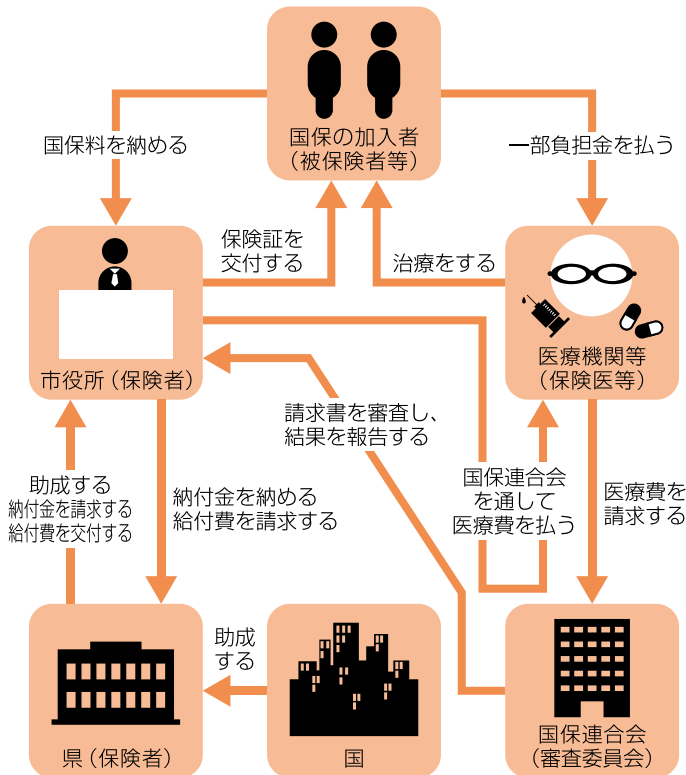 国保の加入者
（被保険者等）
国保料を納める
一部負担金を払う
保険証を
交付する
治療をする
市役所（保険者）
医療機関等
（保険医等）
請求書を審査し、
結果を報告する
助成する
納付金を請求する
給付費を交付する
納付金を納める
給付費を請求する
国保連合会
を通して
医療費を払う
医療費を
請求する
助成
する
県（保険者）
国
国保連合会
（審査委員会）